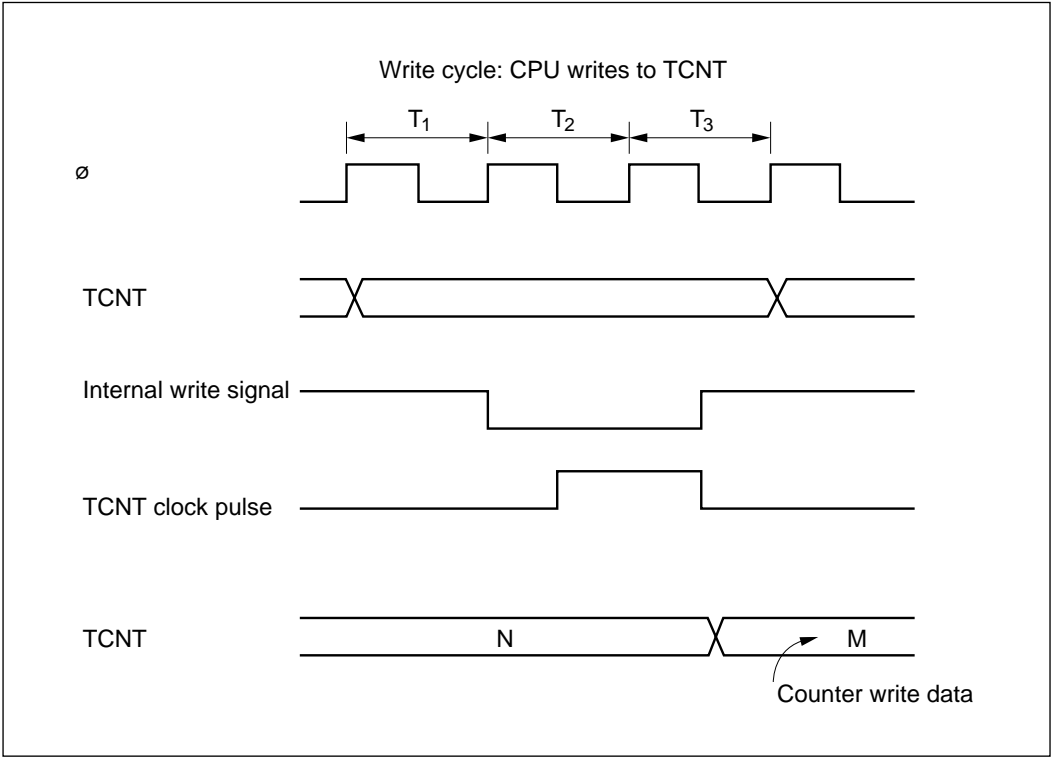 Write cycle: CPU writes to TCNT
T1 T2 T3
ø
TCNT
Internal write signal
TCNT clock pulse
TCNT N M
Counter write data